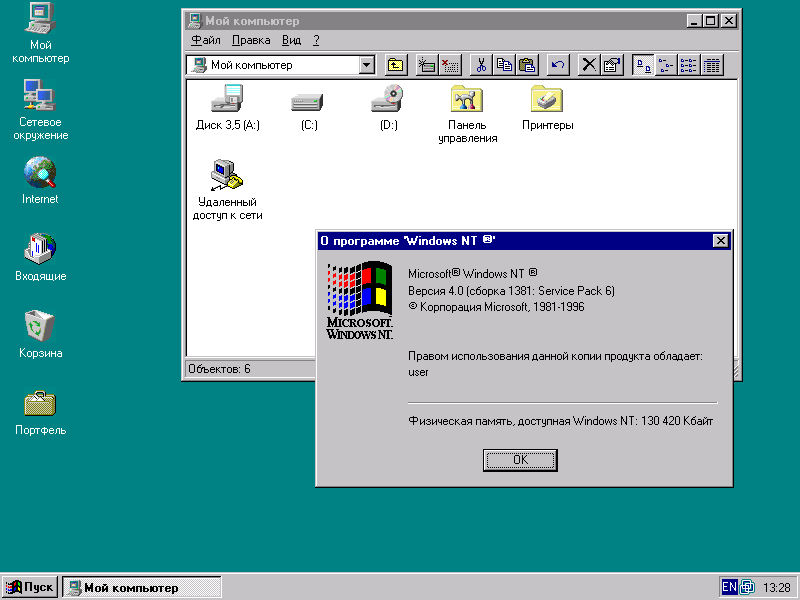 Мой
компьютер
Сетевое
окружение
Internet
Входящие
Корзина
Портфель
Мой компьютер
Файл Правка Вид ?
Мой компьютер
Диск 3,5 (A:)
(C:)
(D:)
Панель
управления
Принтеры
Удаленный
доступ к сети
Объектов: 6
О программе 'Windows NT ®'
MICROSOFT.
WINDOWS NT.
Microsoft® Windows NT ®
Версия 4.0 (сборка 1381: Service Pack 6)
© Корпорация Microsoft, 1981-1996
Правом использования данной копии продукта обладает:
user
Физическая память, доступная Windows NT: 130 420 Кбайт
OK
Пуск
Мой компьютер
EN
13:28